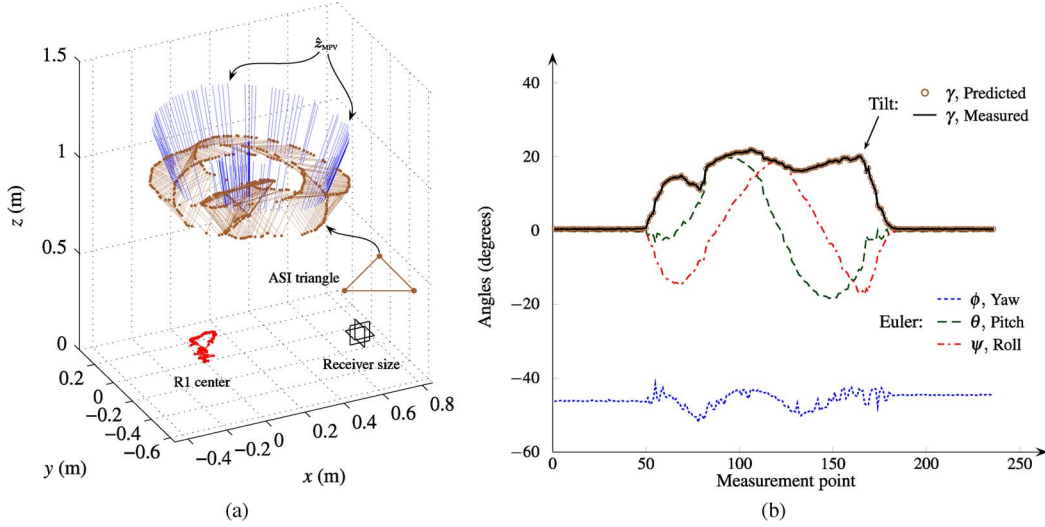 1.5
1
0.5
0
z (m)
ẑMPV
ASI triangle
R1 center
Receiver size
0.2
0
−0.2
−0.4
−0.6
y (m)
−0.4
−0.2
0
0.2
0.4
0.6
0.8
x (m)
(a)
40
20
0
−20
−40
−60
Angles (degrees)
Tilt:
γ, Predicted
γ, Measured
Euler:
ϕ, Yaw
θ, Pitch
ψ, Roll
0 50 100 150 200 250
Measurement point
(b)